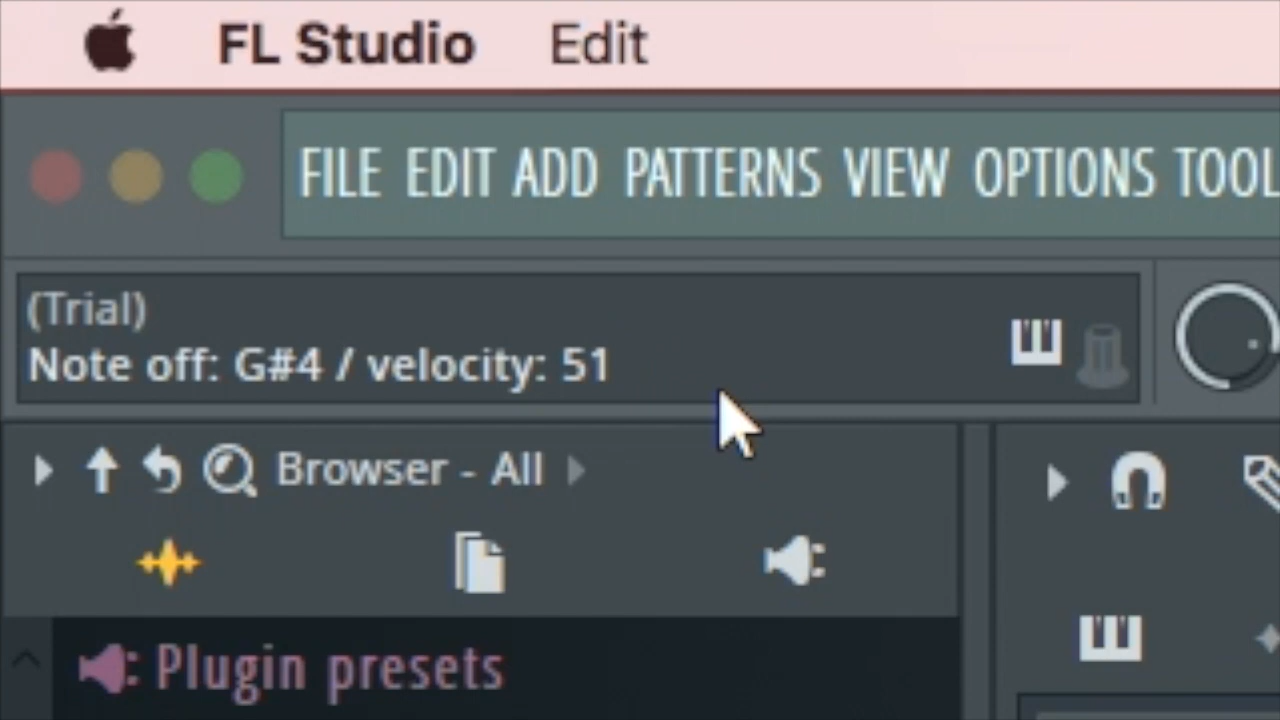 FL Studio Edit
FILE EDIT ADD PATTERNS VIEW OPTIONS TOOL
(Trial)
Note off: G#4 / velocity: 51
Browser - All
Plugin presets